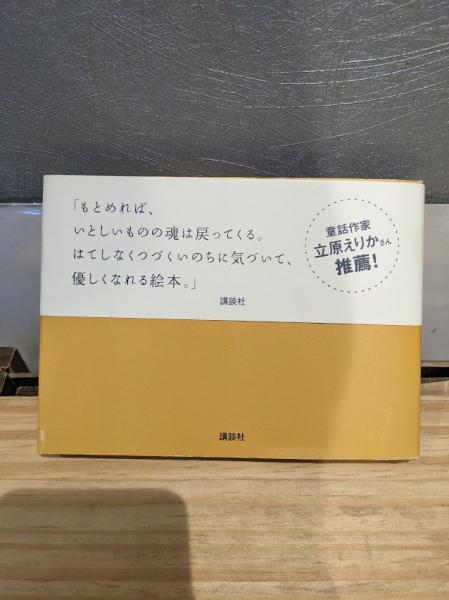 「もとめれば、
いとしいものの魂は戻ってくる。
はてしなくつづくいのちに気づいて、
優しくなれる絵本。」
講談社
童話作家
立原えりかさん
推薦!
講談社